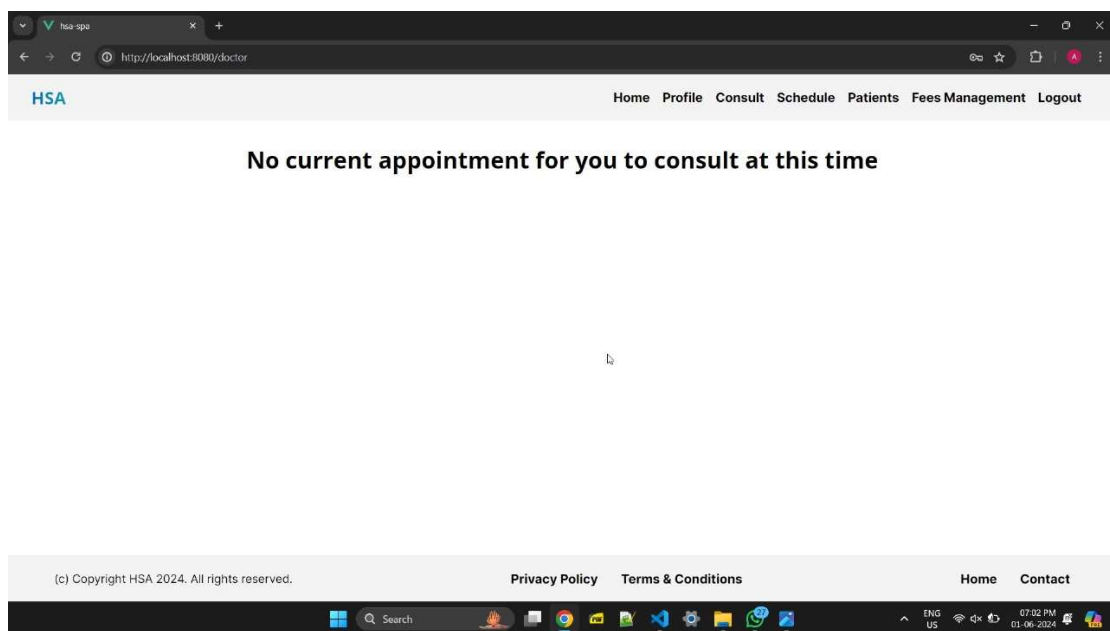 hsa-spa
http://localhost:8080/doctor
HSA
Home Profile Consult Schedule Patients Fees Management Logout
No current appointment for you to consult at this time
(c) Copyright HSA 2024. All rights reserved. Privacy Policy Terms & Conditions Home Contact
Search
27
ENG
US
07:02 PM
01-06-2024